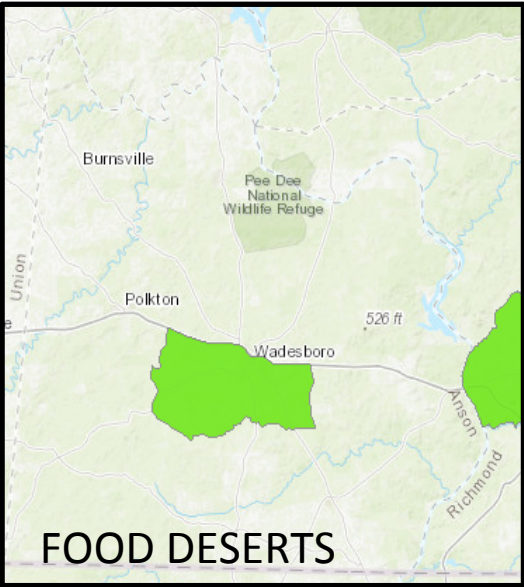 Burnsville
Pee Dee
National
Wildlife Refuge
Union
Polkton
526 ft
e
Wadesboro
Anson
Richmond
FOOD DESERTS